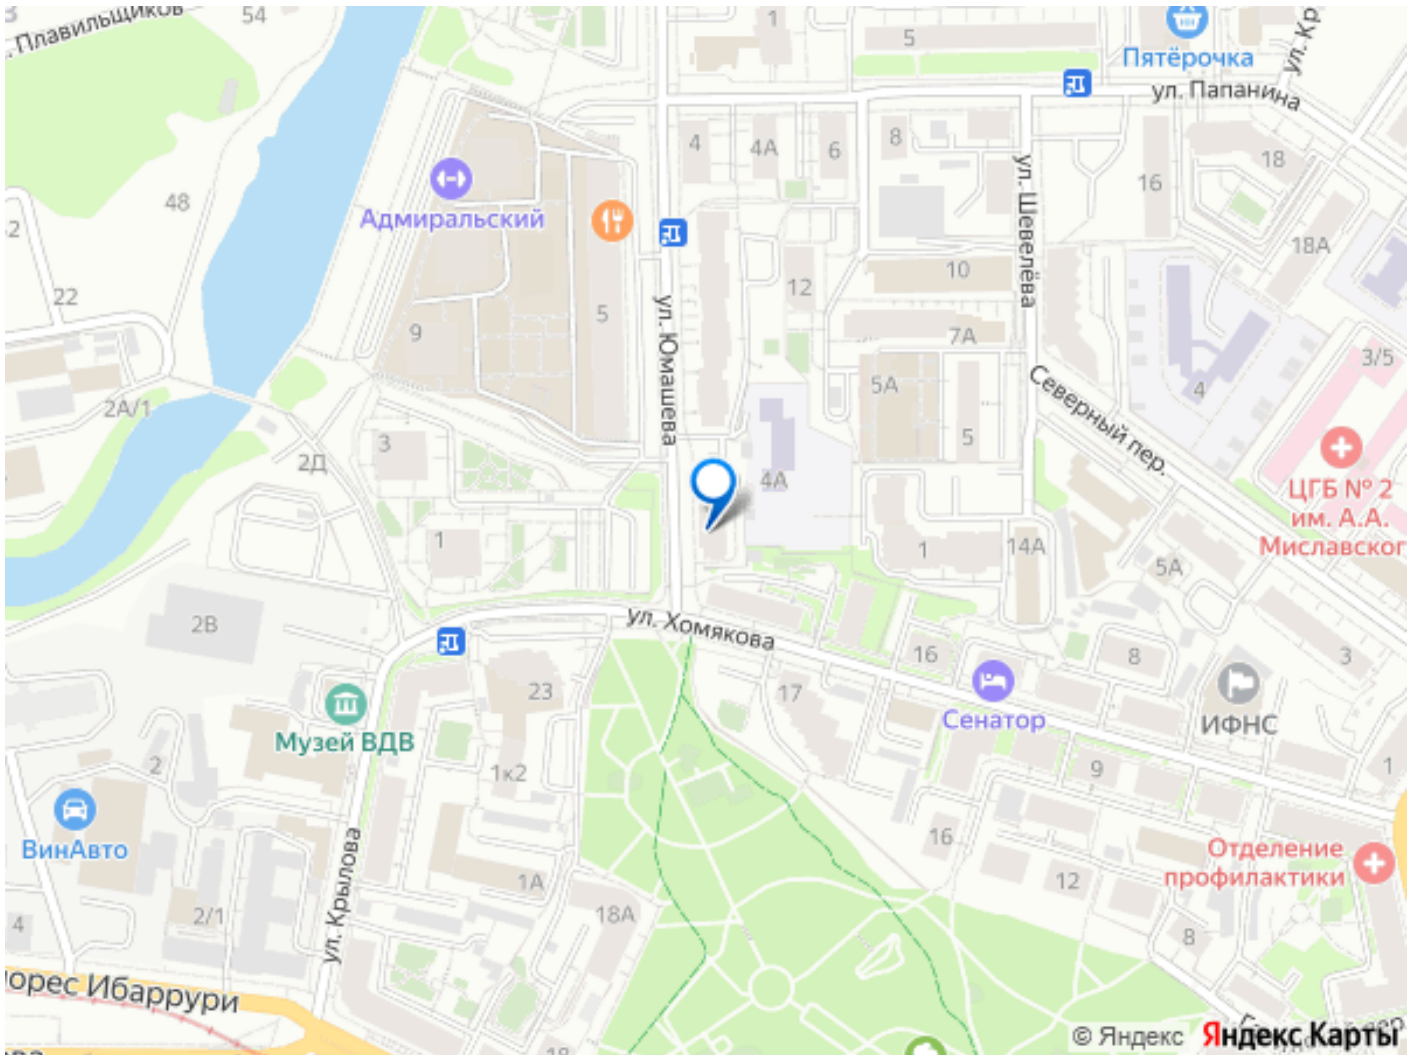 54
ул. Плавильщиков
1
5
Пятёрочка
ул. Папанина
ул. Кр
4
4А
6
8
16
18
ул. Шевелёва
48
Адмиральский
18А
22
9
5
ул. Юмашева
12
10
7А
3/5
2А/1
5А
4
Северный пер.
3
5
2Д
4А
ЦГБ № 2
им. А.А.
Миславског
1
1
14А
5А
2В
ул. Хомякова
16
8
3
23
17
Сенатор
ИФНС
Музей ВДВ
2
1к2
9
1
ВинАвто
16
Отделение
профилактики
ул. Крылова
1А
12
2/1
18А
4
8
орес Ибаррури
18
© Яндекс
Яндекс Карты